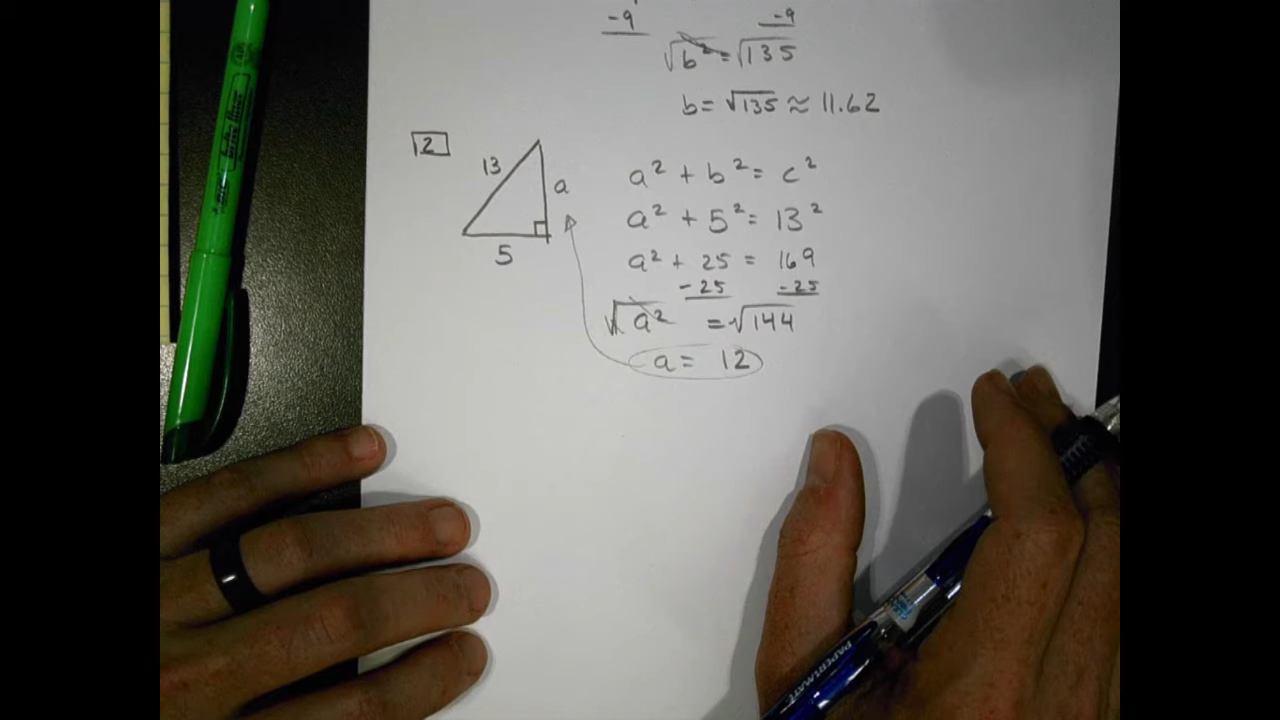 -9 -9
√b² = √135
b = √135 ≈ 11.62
2
13
a
5
a² + b² = c²
a² + 5² = 13²
a² + 25 = 169
-25 -25
√a² = √144
a = 12
PAPERMATE